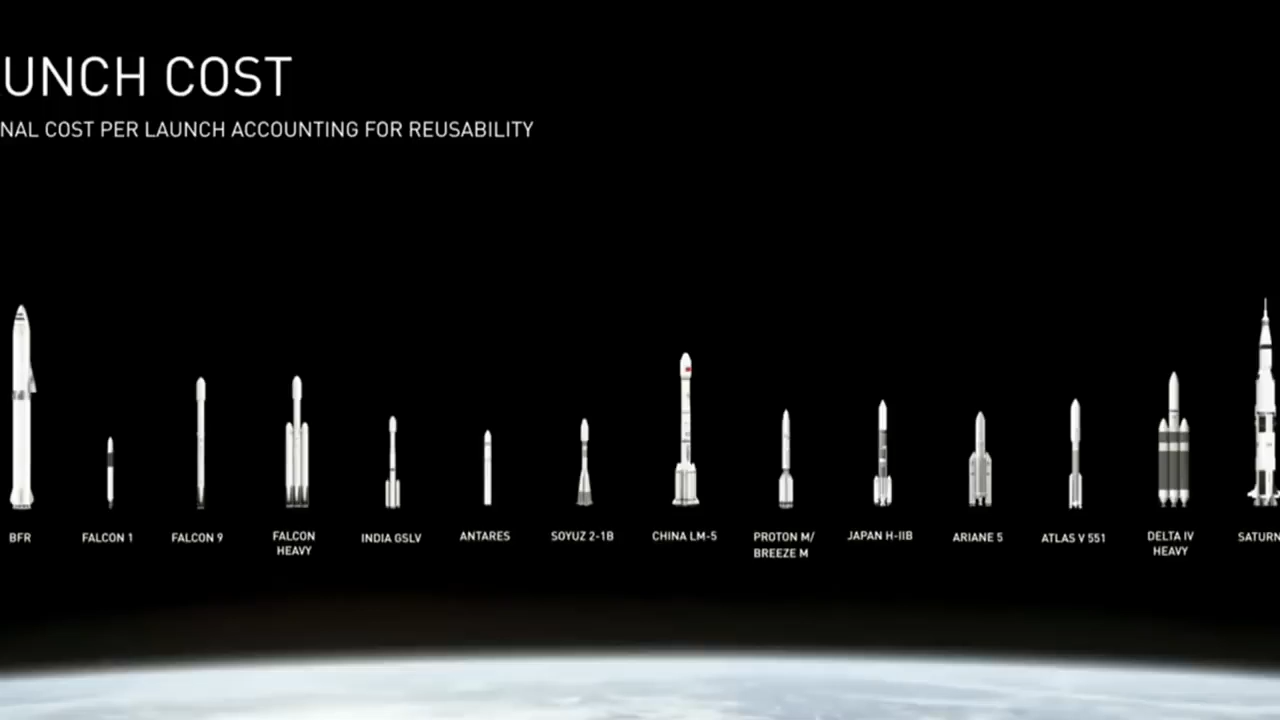 UNCH COST
NAL COST PER LAUNCH ACCOUNTING FOR REUSABILITY
BFR
FALCON 1
FALCON 9
FALCON
HEAVY
INDIA GSLV
ANTARES
SOYUZ 2-1B
CHINA LM-5
PROTON M/
BREEZE M
JAPAN H-IIB
ARIANE 5
ATLAS V 551
DELTA IV
HEAVY
SATURN